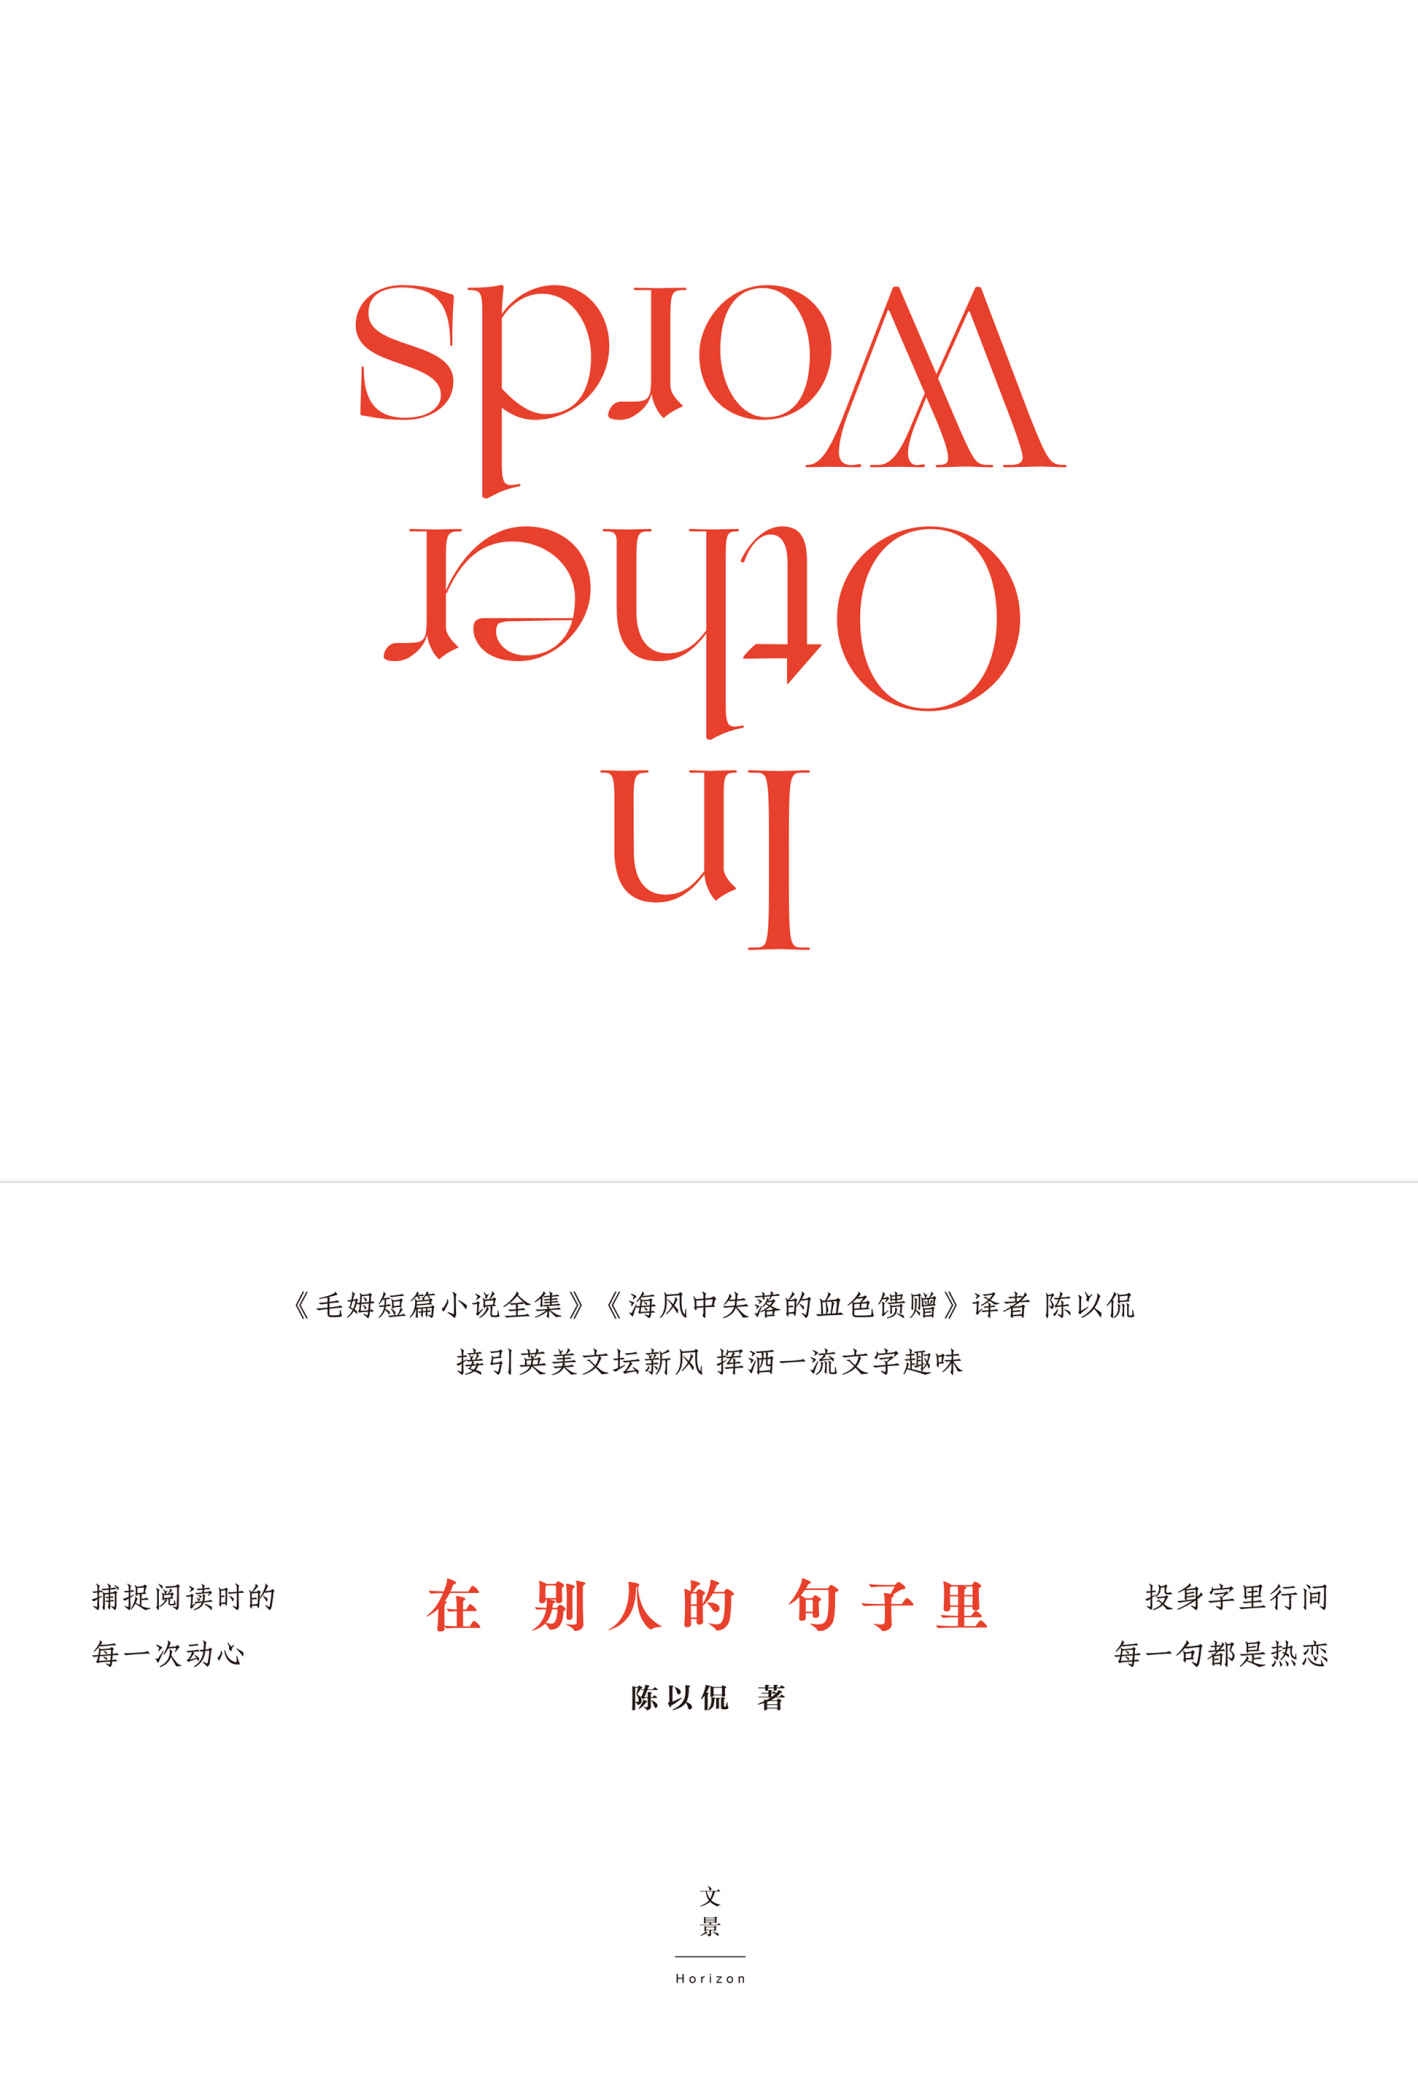 In
Other
Words
《毛姆短篇小说全集》《海风中失落的血色馈赠》译者 陈以侃
接引英美文坛新风 挥洒一流文字趣味
捕捉阅读时的
每一次动心
在 别人的 句子里
陈以侃 著
投身字里行间
每一句都是热恋
文
景
Horizon